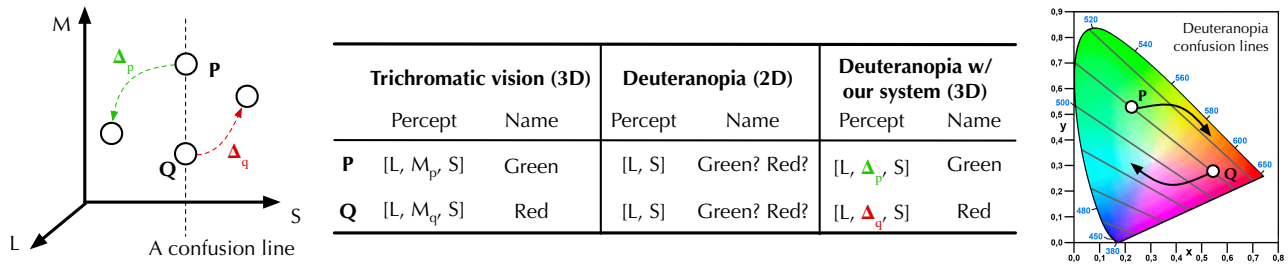 M
Δp
P
Q
Δq
S
L
A confusion line
Trichromatic vision (3D)
Deuteranopia (2D)
Deuteranopia w/
our system (3D)
Percept Name Percept Name Percept Name
P [L, Mp, S] Green [L, S] Green? Red? [L, Δp, S] Green
Q [L, Mq, S] Red [L, S] Green? Red? [L, Δq, S] Red
Deuteranopia
confusion lines
0,9
0,8
0,7
0,6
0,5
y
0,4
0,3
0,2
0,1
0,0
0,0 0,1 0,2 0,3 0,4 0,5 0,6 0,7 0,8
x
520
540
560
580
600
650
500
480
450
380
P
Q